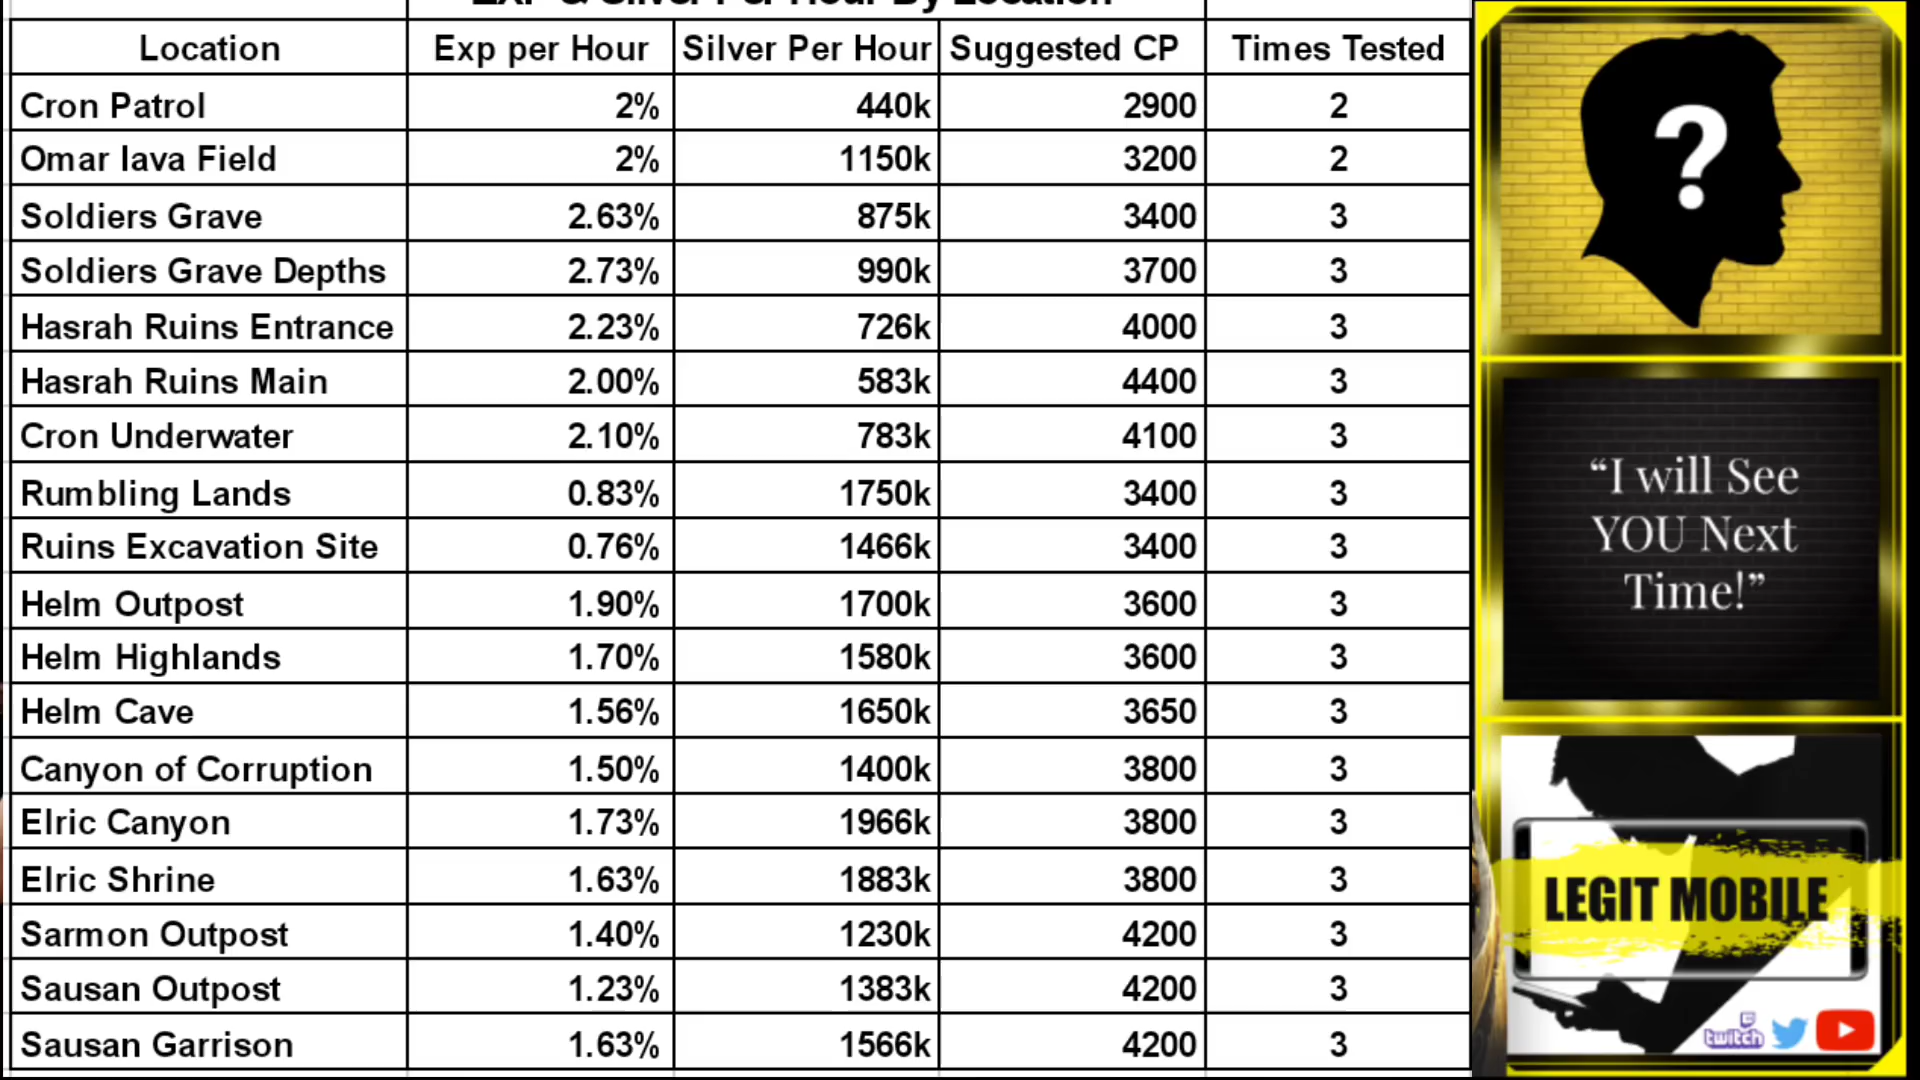 EXP & Silver Per Hour By Location
Location Exp per Hour Silver Per Hour Suggested CP Times Tested
Cron Patrol 2% 440k 2900 2
Omar lava Field 2% 1150k 3200 2
Soldiers Grave 2.63% 875k 3400 3
Soldiers Grave Depths 2.73% 990k 3700 3
Hasrah Ruins Entrance 2.23% 726k 4000 3
Hasrah Ruins Main 2.00% 583k 4400 3
Cron Underwater 2.10% 783k 4100 3
Rumbling Lands 0.83% 1750k 3400 3
Ruins Excavation Site 0.76% 1466k 3400 3
Helm Outpost 1.90% 1700k 3600 3
Helm Highlands 1.70% 1580k 3600 3
Helm Cave 1.56% 1650k 3650 3
Canyon of Corruption 1.50% 1400k 3800 3
Elric Canyon 1.73% 1966k 3800 3
Elric Shrine 1.63% 1883k 3800 3
Sarmon Outpost 1.40% 1230k 4200 3
Sausan Outpost 1.23% 1383k 4200 3
Sausan Garrison 1.63% 1566k 4200 3
?
“I will See
YOU Next
Time!”
LEGIT MOBILE
twitch